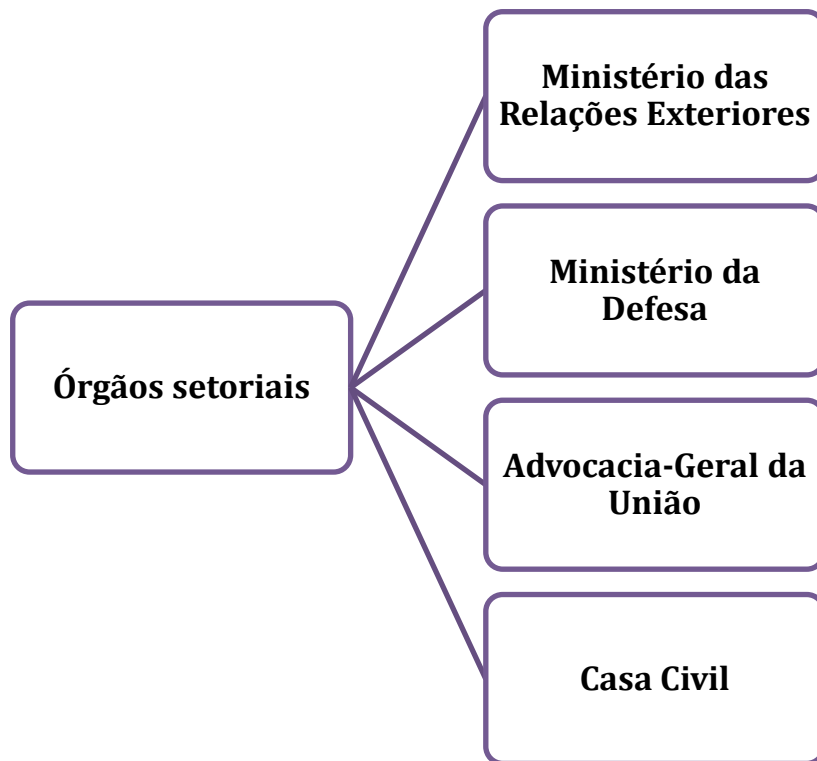 Ministério das
Relações Exteriores
Ministério da
Defesa
Órgãos setoriais
Advocacia-Geral da
União
Casa Civil